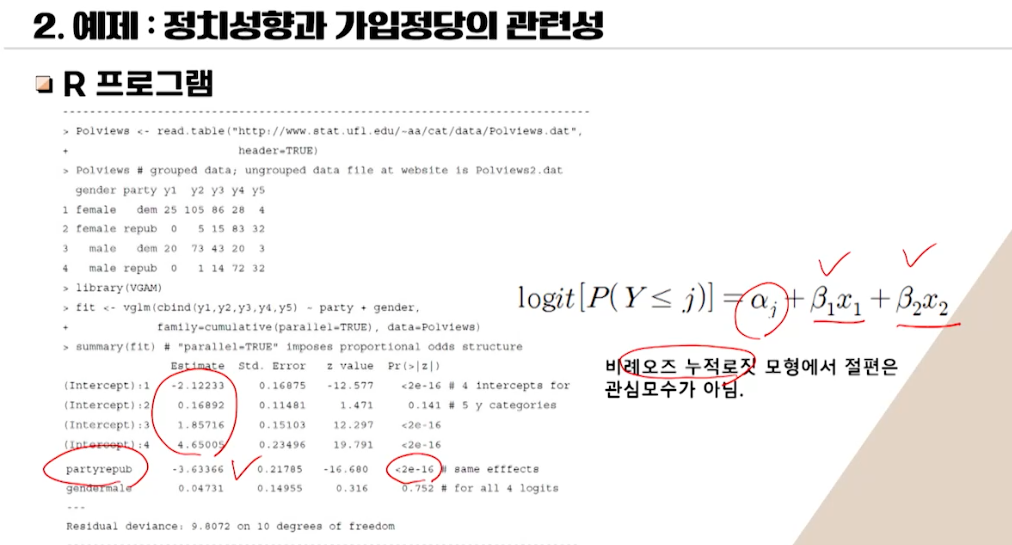 2. 예제 : 정치성향과 가입정당의 관련성
R 프로그램
> Polviews <- read.table("http://www.stat.ufl.edu/~aa/cat/data/Polviews.dat",
+ header=TRUE)
> Polviews # grouped data; ungrouped data file at website is Polviews2.dat
gender party y1 y2 y3 y4 y5
1 female dem 25 105 86 28 4
2 female repub 0 5 15 83 32
3 male dem 20 73 43 20 3
4 male repub 0 1 14 72 32
> library(VGAM)
> fit <- vglm(cbind(y1,y2,y3,y4,y5) ~ party + gender,
+ family=cumulative(parallel=TRUE), data=Polviews)
> summary(fit) # "parallel=TRUE" imposes proportional odds structure
Estimate Std. Error z value Pr(>|z|)
(Intercept):1 -2.12233 0.16875 -12.577 <2e-16 # 4 intercepts for
(Intercept):2 0.16892 0.11481 1.471 0.141 # 5 y categories
(Intercept):3 1.85716 0.15103 12.297 <2e-16
(Intercept):4 4.65005 0.23496 19.791 <2e-16
partyrepub -3.63366 0.21785 -16.680 <2e-16 # same efffects
gendermale 0.04731 0.14955 0.316 0.752 # for all 4 logits
---
Residual deviance: 9.8072 on 10 degrees of freedom
logit[P(Y ≤ j)] = α_j + β₁x₁ + β₂x₂
비례오즈 누적로짓 모형에서 절편은
관심모수가 아님.